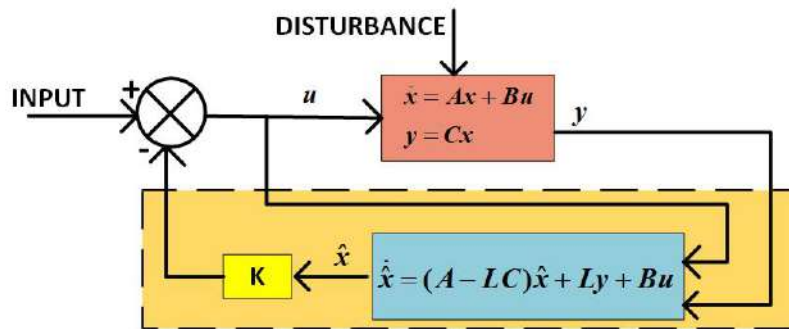 DISTURBANCE
INPUT
+
-
u
ẋ = Ax + Bu
y = Cx
y
K
x̂
x̂̇ = (A − LC)x̂ + Ly + Bu